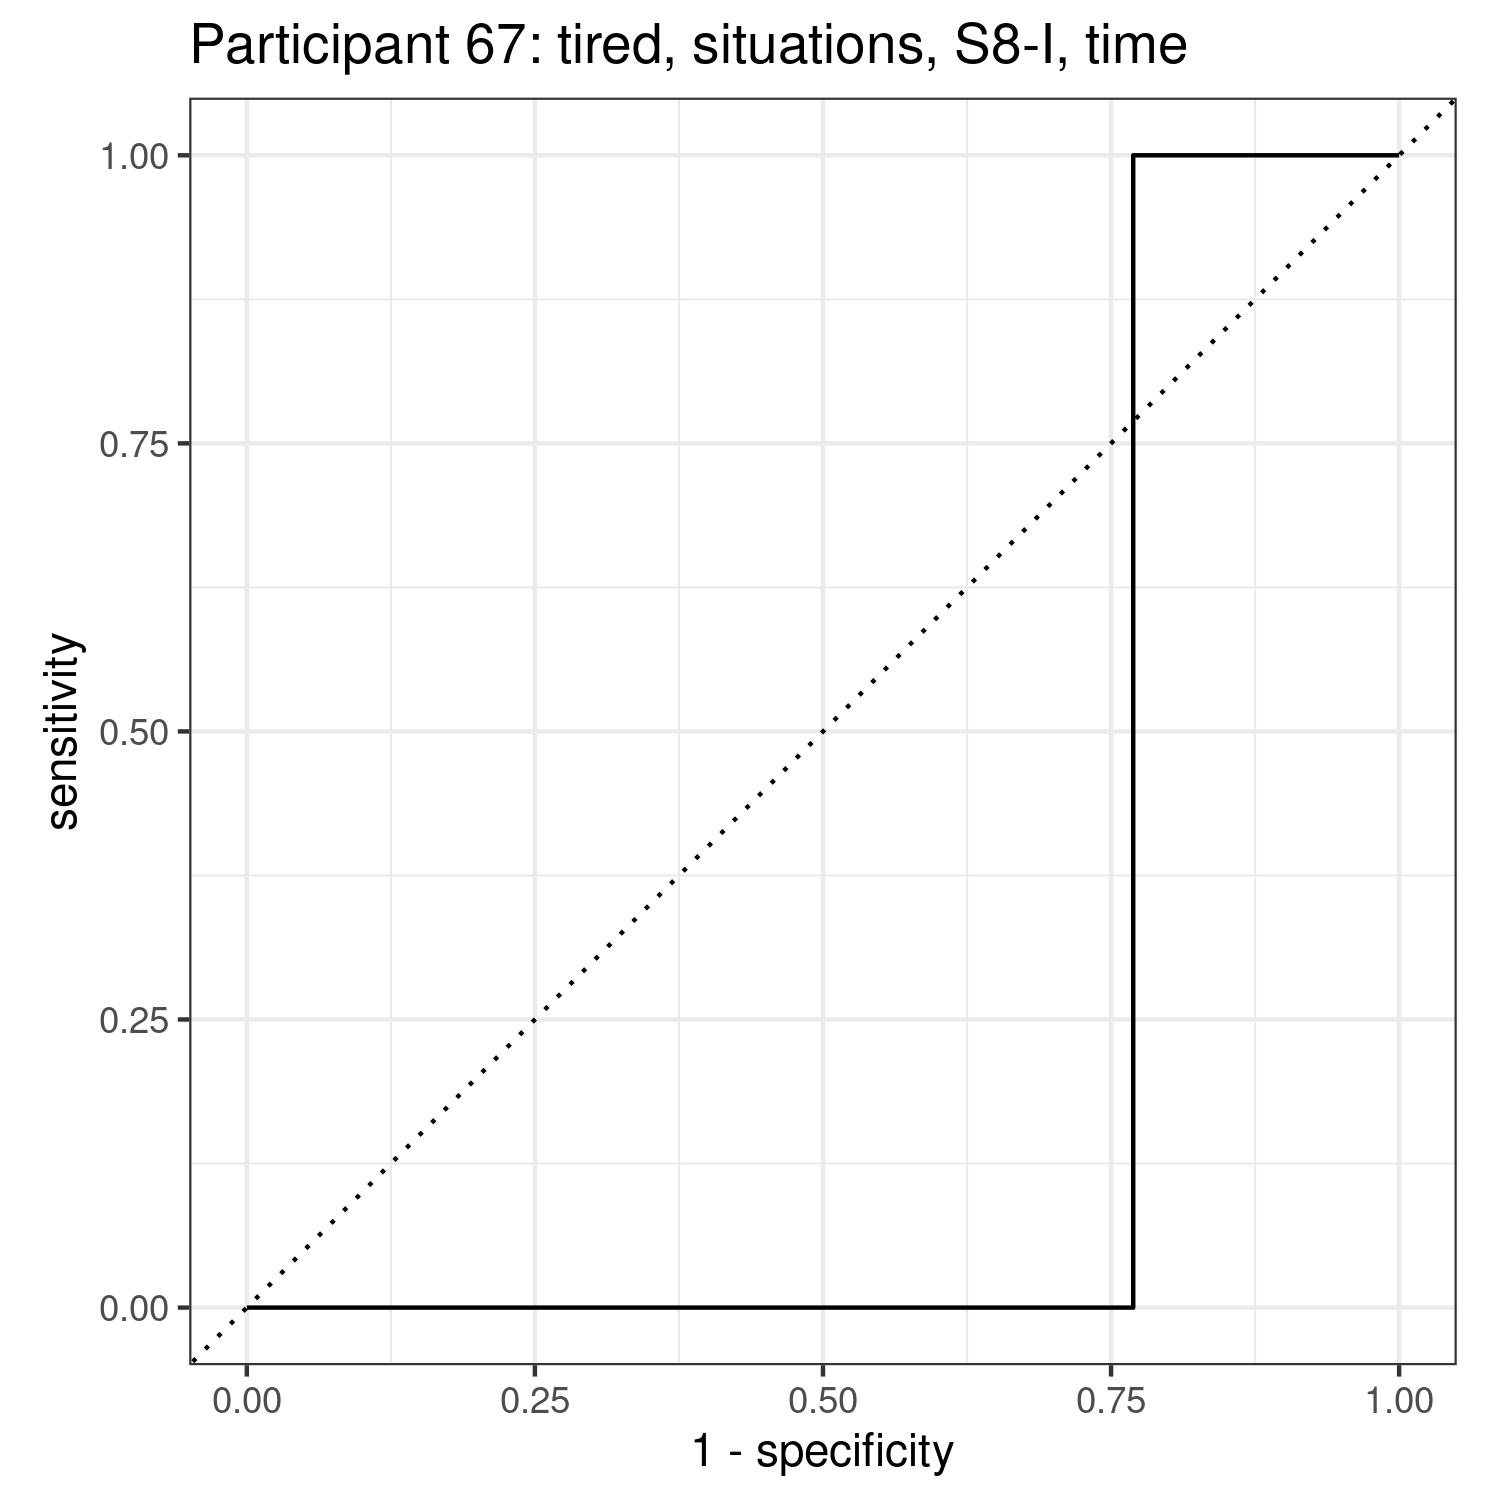 Participant 67: tired, situations, S8-I, time
1.00
0.75
0.50
0.25
0.00
sensitivity
0.00 0.25 0.50 0.75 1.00
1 - specificity